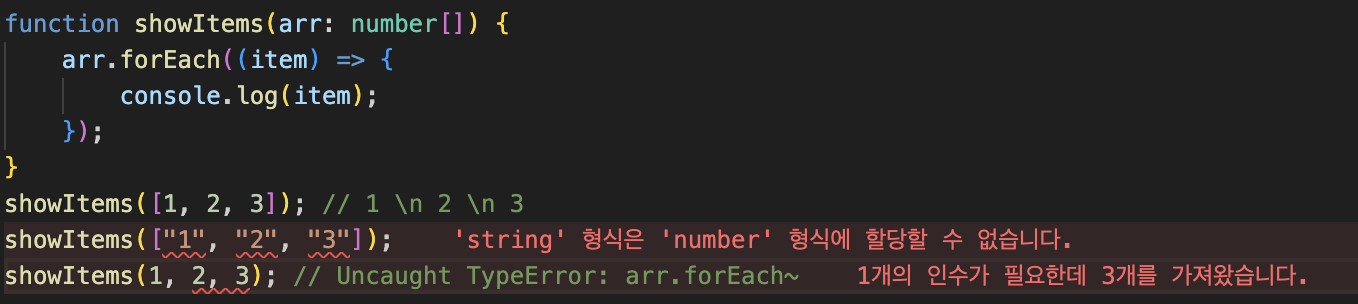 function showItems(arr: number[]) {
    arr.forEach((item) => {
        console.log(item);
    });
}
showItems([1, 2, 3]); // 1 \n 2 \n 3
showItems(["1", "2", "3"]);    'string' 형식은 'number' 형식에 할당할 수 없습니다.
showItems(1, 2, 3); // Uncaught TypeError: arr.forEach~    1개의 인수가 필요한데 3개를 가져왔습니다.